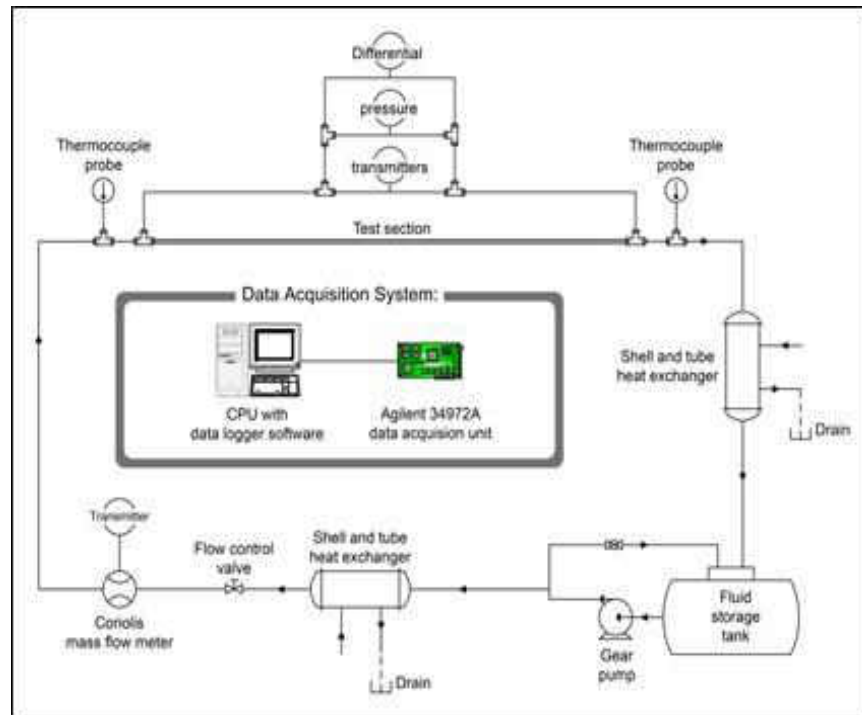 Differential
pressure
transmitters
Thermocouple
probe
Thermocouple
probe
Test section
Data Acquisition System:
CPU with
data logger software
Agilent 34972A
data acquision unit
Shell and tube
heat exchanger
Drain
Transmitter
Flow control
valve
Shell and tube
heat exchanger
Coriolis
mass flow meter
Drain
Gear
pump
Fluid
storage
tank